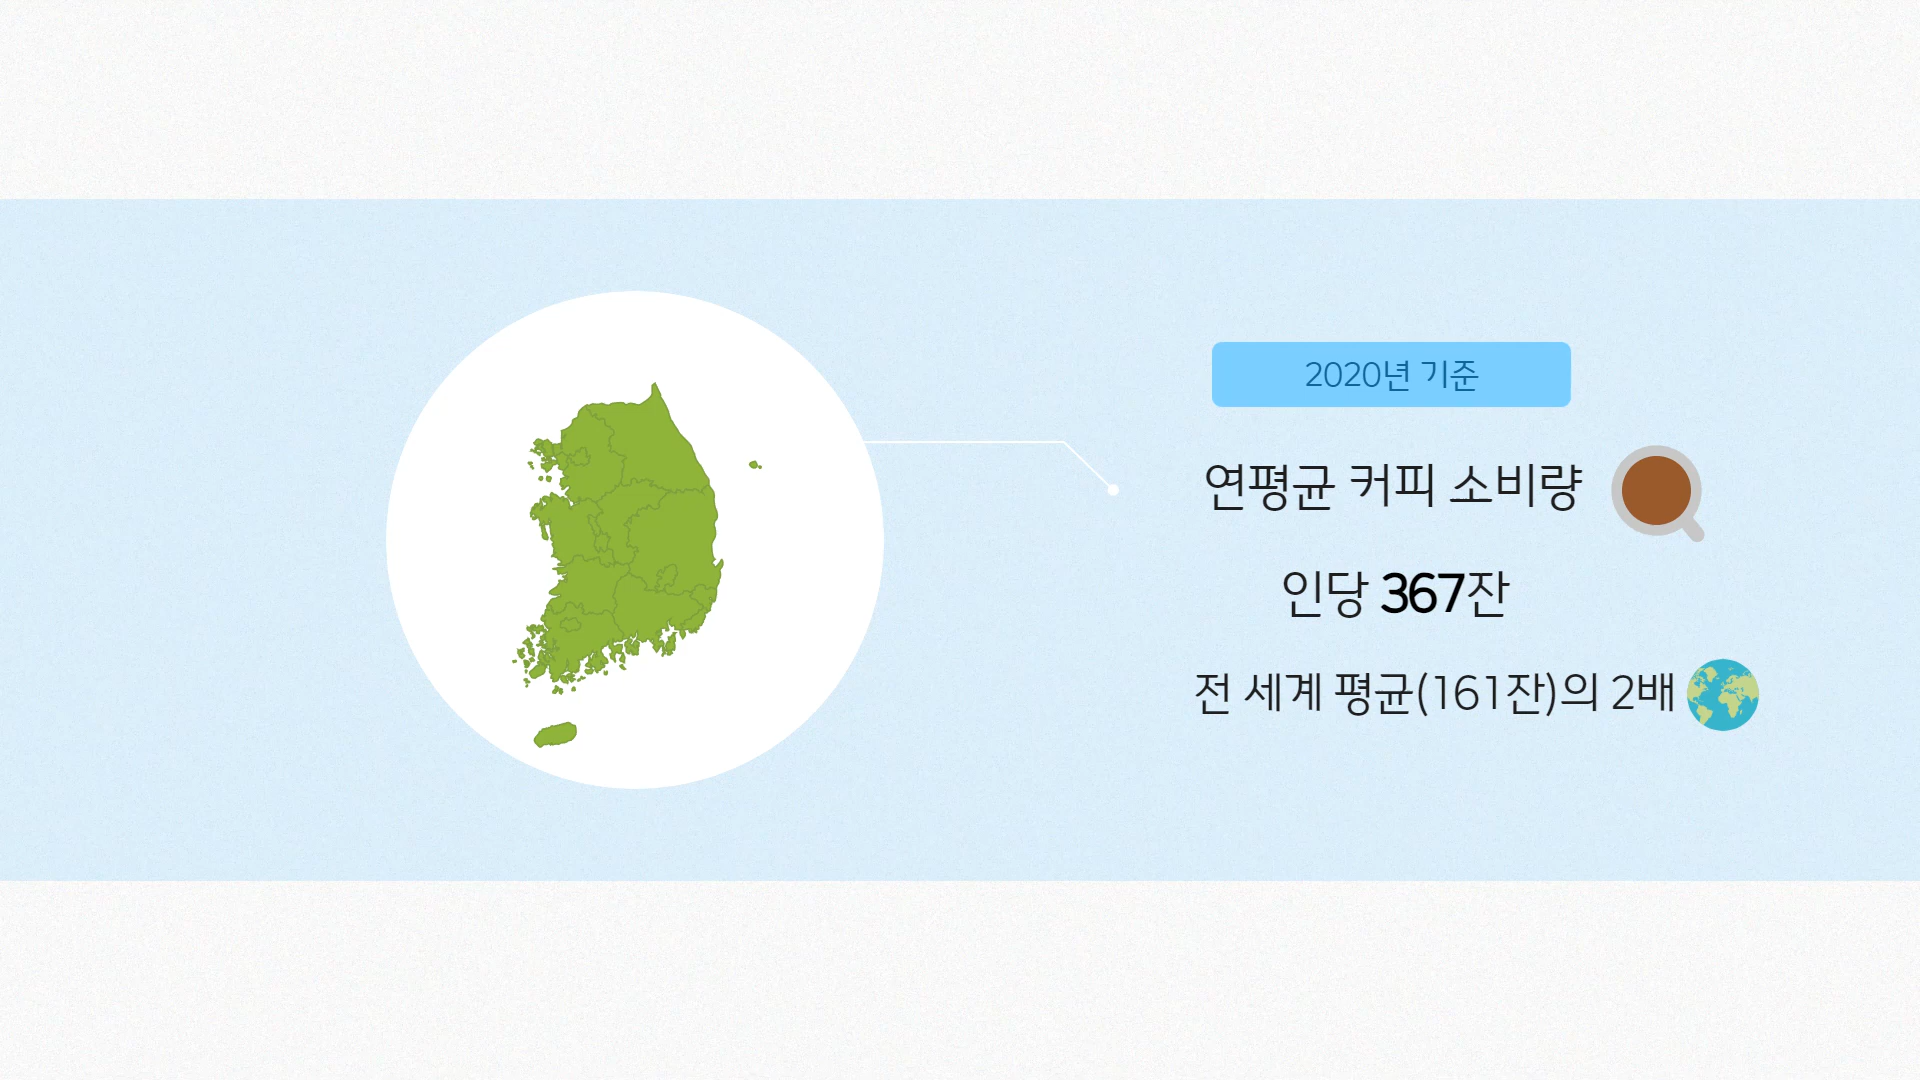 2020년 기준
연평균 커피 소비량
인당 367잔
전 세계 평균(161잔)의 2배